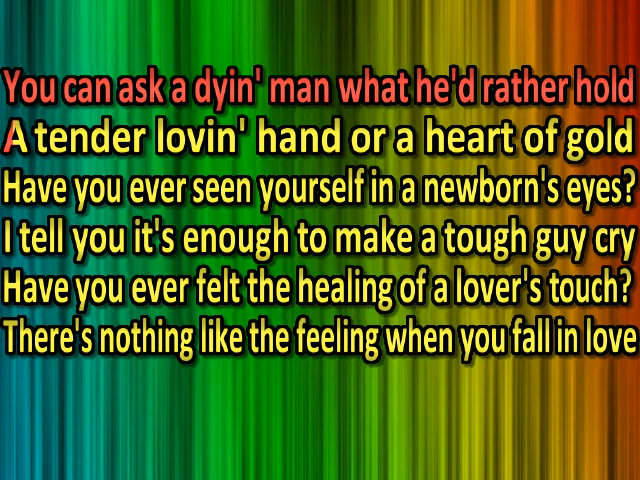 You can ask a dyin' man what he'd rather hold
A tender lovin' hand or a heart of gold
Have you ever seen yourself in a newborn's eyes?
I tell you it's enough to make a tough guy cry
Have you ever felt the healing of a lover's touch?
There's nothing like the feeling when you fall in love